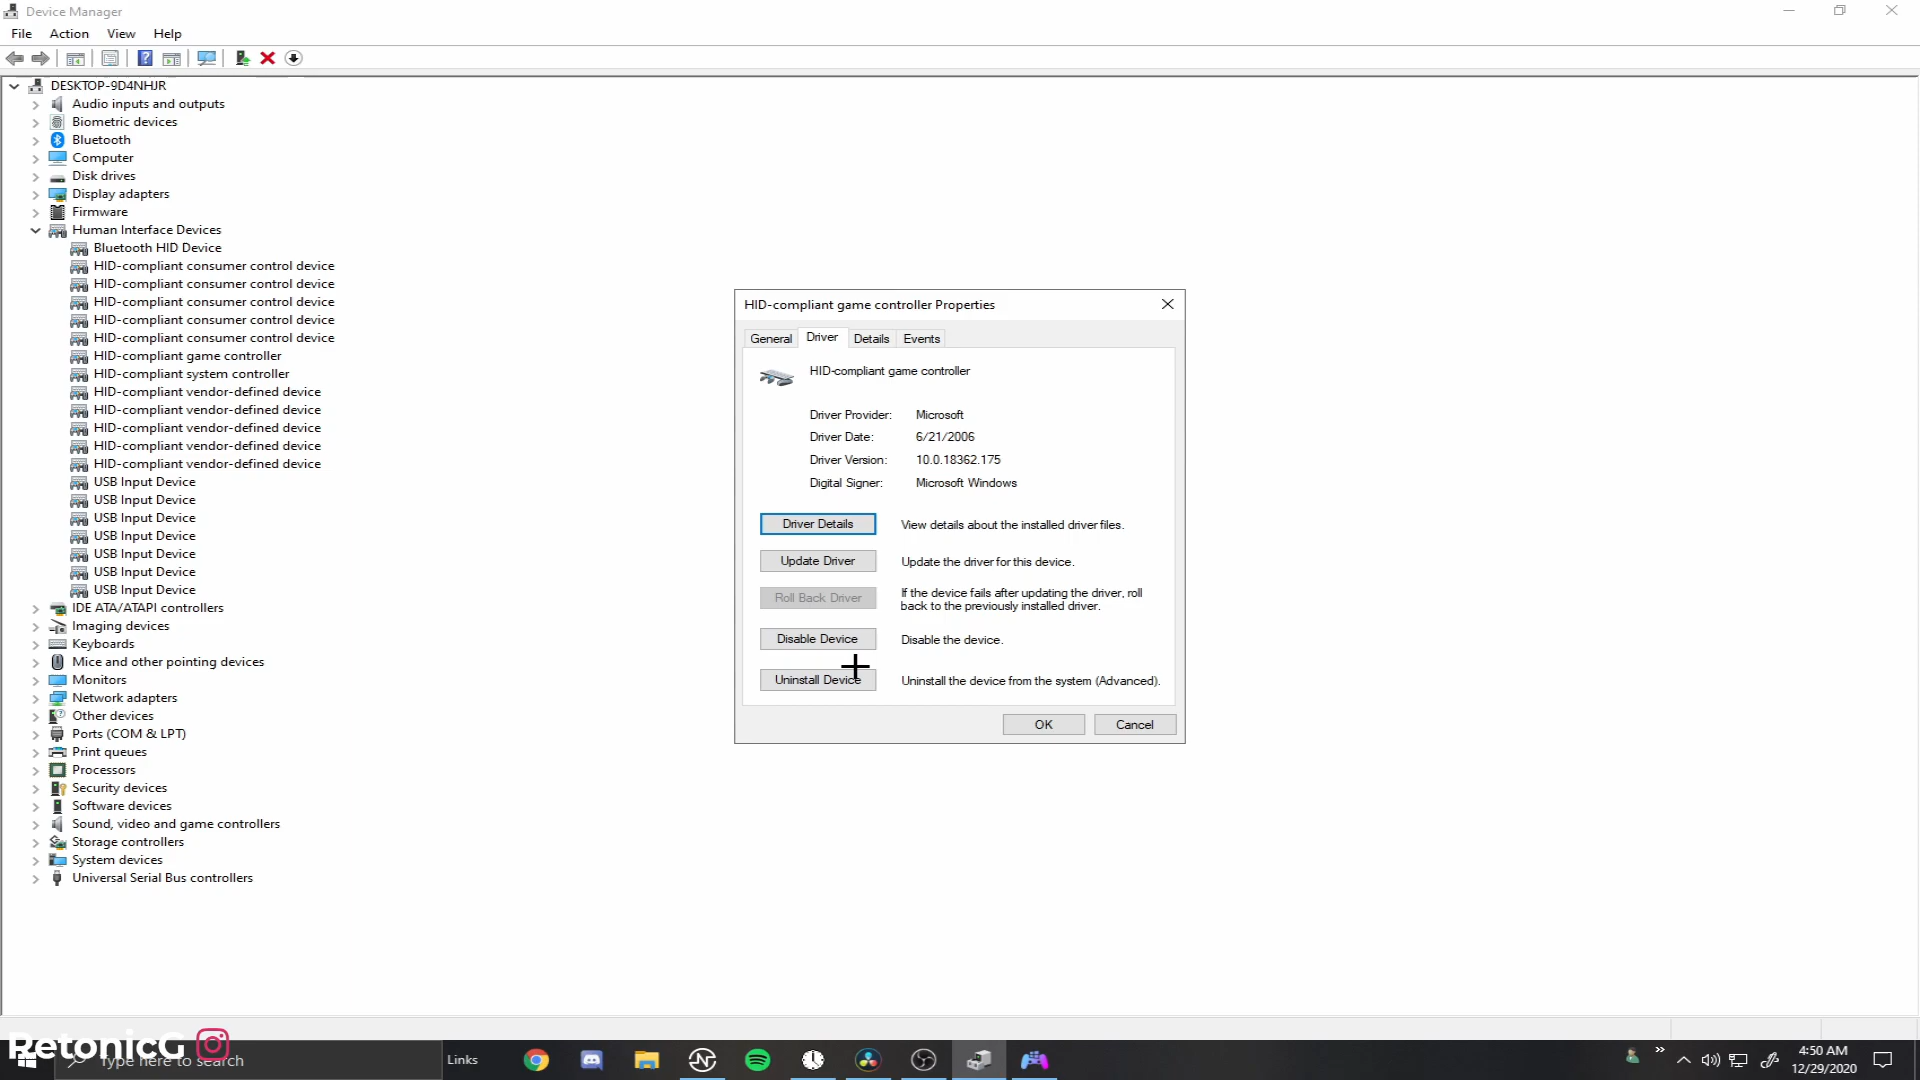 Device Manager
File Action View Help
DESKTOP-9D4NHJR
Audio inputs and outputs
Biometric devices
Bluetooth
Computer
Disk drives
Display adapters
Firmware
Human Interface Devices
Bluetooth HID Device
HID-compliant consumer control device
HID-compliant consumer control device
HID-compliant consumer control device
HID-compliant consumer control device
HID-compliant consumer control device
HID-compliant game controller
HID-compliant system controller
HID-compliant vendor-defined device
HID-compliant vendor-defined device
HID-compliant vendor-defined device
HID-compliant vendor-defined device
HID-compliant vendor-defined device
USB Input Device
USB Input Device
USB Input Device
USB Input Device
USB Input Device
USB Input Device
USB Input Device
IDE ATA/ATAPI controllers
Imaging devices
Keyboards
Mice and other pointing devices
Monitors
Network adapters
Other devices
Ports (COM & LPT)
Print queues
Processors
Security devices
Software devices
Sound, video and game controllers
Storage controllers
System devices
Universal Serial Bus controllers
HID-compliant game controller Properties
General Driver Details Events
HID-compliant game controller
Driver Provider: Microsoft
Driver Date: 6/21/2006
Driver Version: 10.0.18362.175
Digital Signer: Microsoft Windows
Driver Details View details about the installed driver files.
Update Driver Update the driver for this device.
Roll Back Driver If the device fails after updating the driver, roll
back to the previously installed driver.
Disable Device Disable the device.
Uninstall Device Uninstall the device from the system (Advanced).
OK Cancel
RetonicG
Type here to search
Links
4:50 AM
12/29/2020